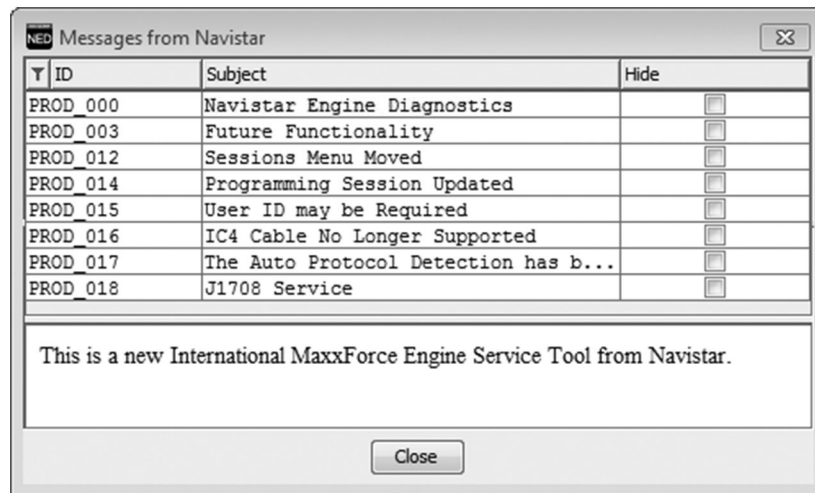 NED Messages from Navistar
ID Subject Hide
PROD_000 Navistar Engine Diagnostics
PROD_003 Future Functionality
PROD_012 Sessions Menu Moved
PROD_014 Programming Session Updated
PROD_015 User ID may be Required
PROD_016 IC4 Cable No Longer Supported
PROD_017 The Auto Protocol Detection has b...
PROD_018 J1708 Service
This is a new International MaxxForce Engine Service Tool from Navistar.
Close